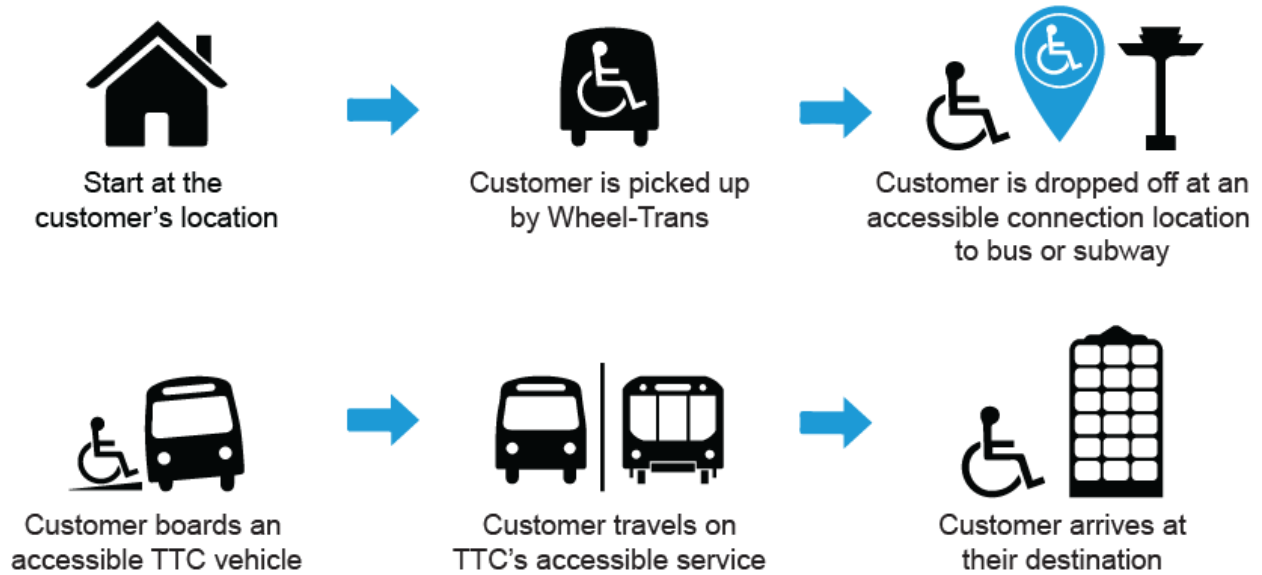 Start at the
customer's location
Customer is picked up
by Wheel-Trans
Customer is dropped off at an
accessible connection location
to bus or subway
Customer boards an
accessible TTC vehicle
Customer travels on
TTC's accessible service
Customer arrives at
their destination